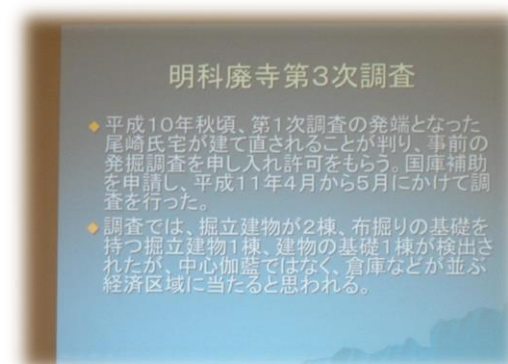 明科廃寺第3次調査
◆平成10年秋頃、第1次調査の発端となった
尾崎氏宅が建て直されることが判り、事前の
発掘調査を申し入れ許可をもらう。国庫補助
を申請し、平成11年4月から5月にかけて調
査を行った。
◆調査では、掘立建物が2棟、布掘りの基礎を
持つ掘立建物1棟、建物の基礎1棟が検出さ
れたが、中心伽藍ではなく、倉庫などが並ぶ
経済区域に当たると思われる。